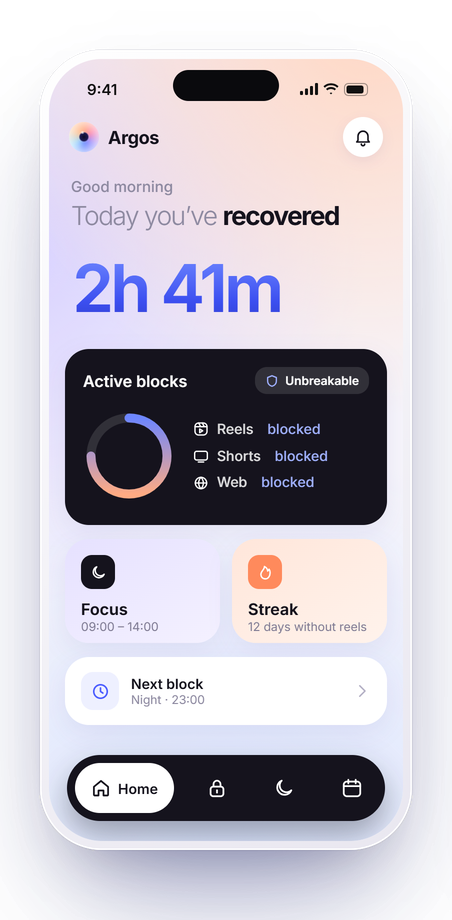 9:41
Argos
Good morning
Today you’ve recovered
2h 41m
Active blocks
Unbreakable
Reels blocked
Shorts blocked
Web blocked
Focus
09:00 – 14:00
Streak
12 days without reels
Next block
Night · 23:00
Home